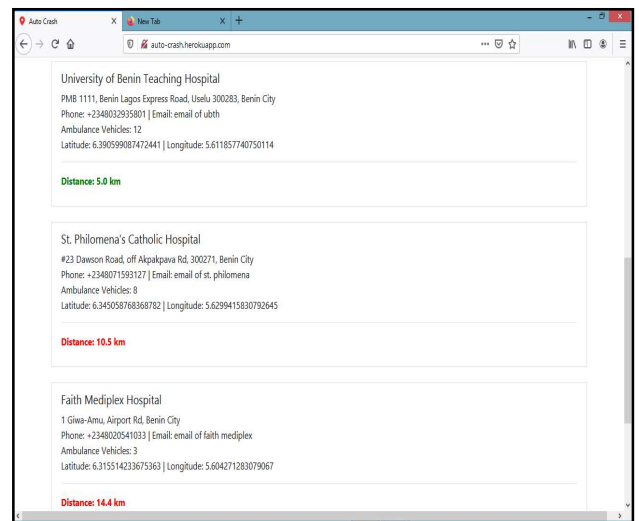 Auto Crash
New Tab
auto-crash.herokuapp.com
University of Benin Teaching Hospital
PMB 1111, Benin Lagos Express Road, Uselu 300283, Benin City
Phone: +2348032935801 | Email: email of ubth
Ambulance Vehicles: 12
Latitude: 6.390599087472441 | Longitude: 5.611857740750114
Distance: 5.0 km
St. Philomena's Catholic Hospital
#23 Dawson Road, off Akpakpava Rd, 300271, Benin City
Phone: +2348071593127 | Email: email of st. philomena
Ambulance Vehicles: 8
Latitude: 6.345058768368782 | Longitude: 5.6299415830792645
Distance: 10.5 km
Faith Mediplex Hospital
1 Giwa-Amu, Airport Rd, Benin City
Phone: +2348020541033 | Email: email of faith mediplex
Ambulance Vehicles: 3
Latitude: 6.315514233675363 | Longitude: 5.604271283079067
Distance: 14.4 km